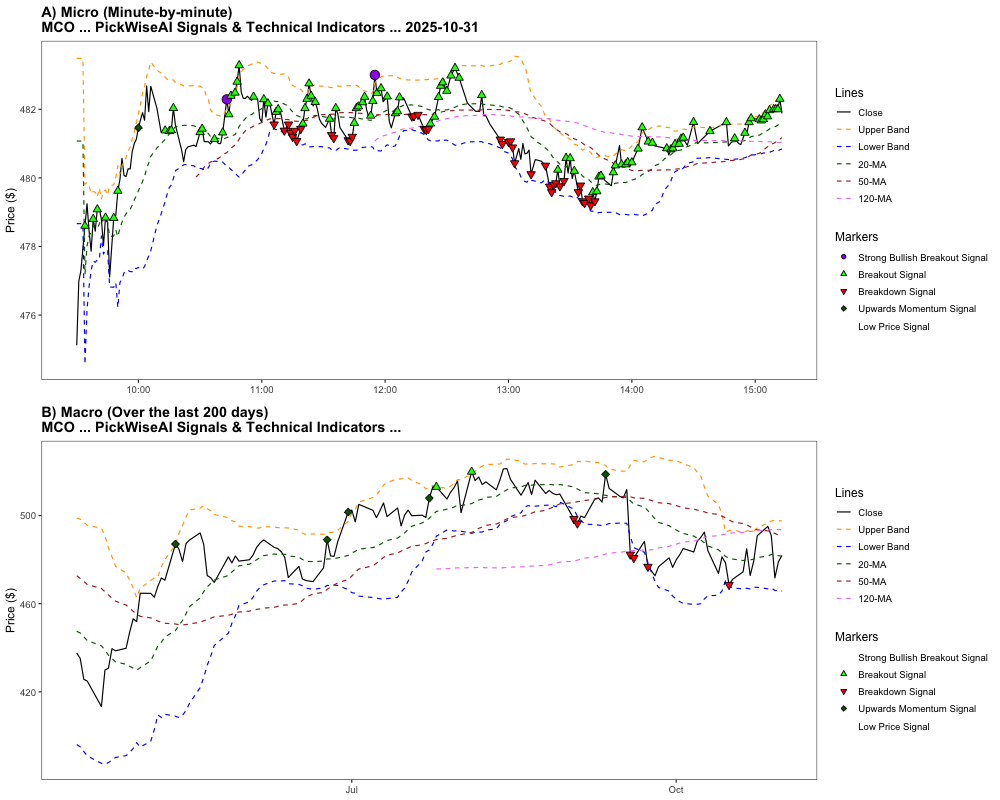 A) Micro (Minute-by-minute)
MCO ... PickWiseAI Signals & Technical Indicators ... 2025-10-31
Price ($)
482
480
478
476
10:00
11:00
12:00
13:00
14:00
15:00
Lines
Close
Upper Band
Lower Band
20-MA
50-MA
120-MA
Markers
Strong Bullish Breakout Signal
Breakout Signal
Breakdown Signal
Upwards Momentum Signal
Low Price Signal
B) Macro (Over the last 200 days)
MCO ... PickWiseAI Signals & Technical Indicators ...
Price ($)
500
460
420
Jul
Oct
Lines
Close
Upper Band
Lower Band
20-MA
50-MA
120-MA
Markers
Strong Bullish Breakout Signal
Breakout Signal
Breakdown Signal
Upwards Momentum Signal
Low Price Signal